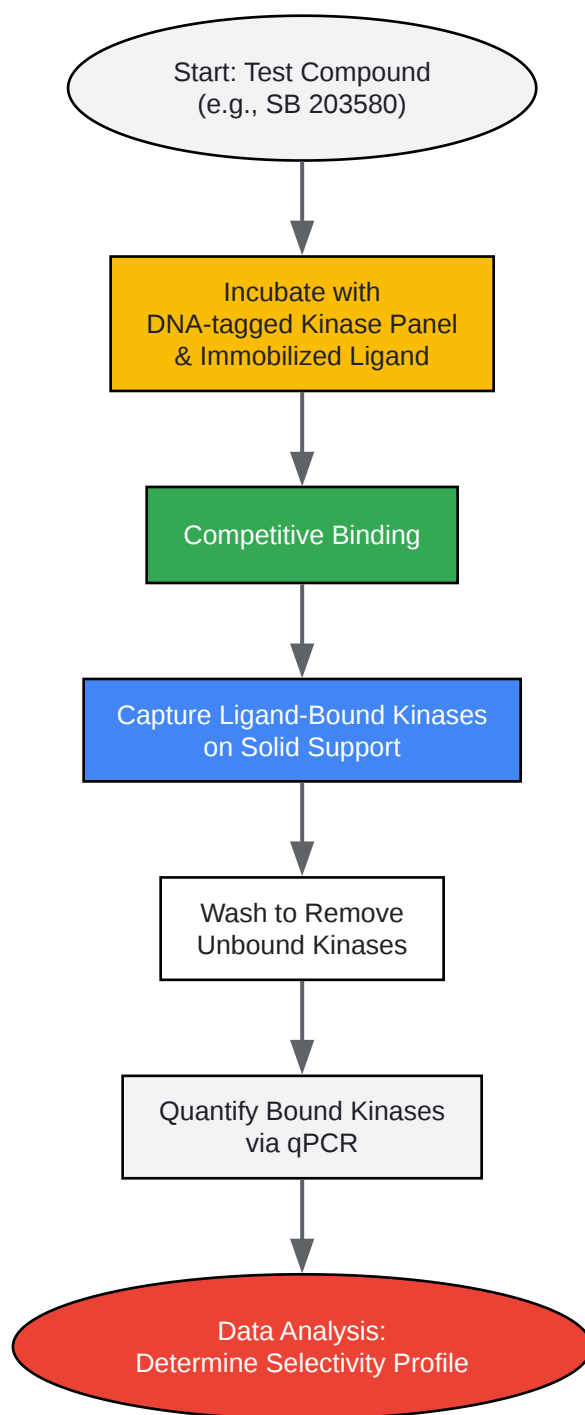 Start: Test Compound
(e.g., SB 203580)
Incubate with
DNA-tagged Kinase Panel
& Immobilized Ligand
Competitive Binding
Capture Ligand-Bound Kinases
on Solid Support
Wash to Remove
Unbound Kinases
Quantify Bound Kinases
via qPCR
Data Analysis:
Determine Selectivity Profile